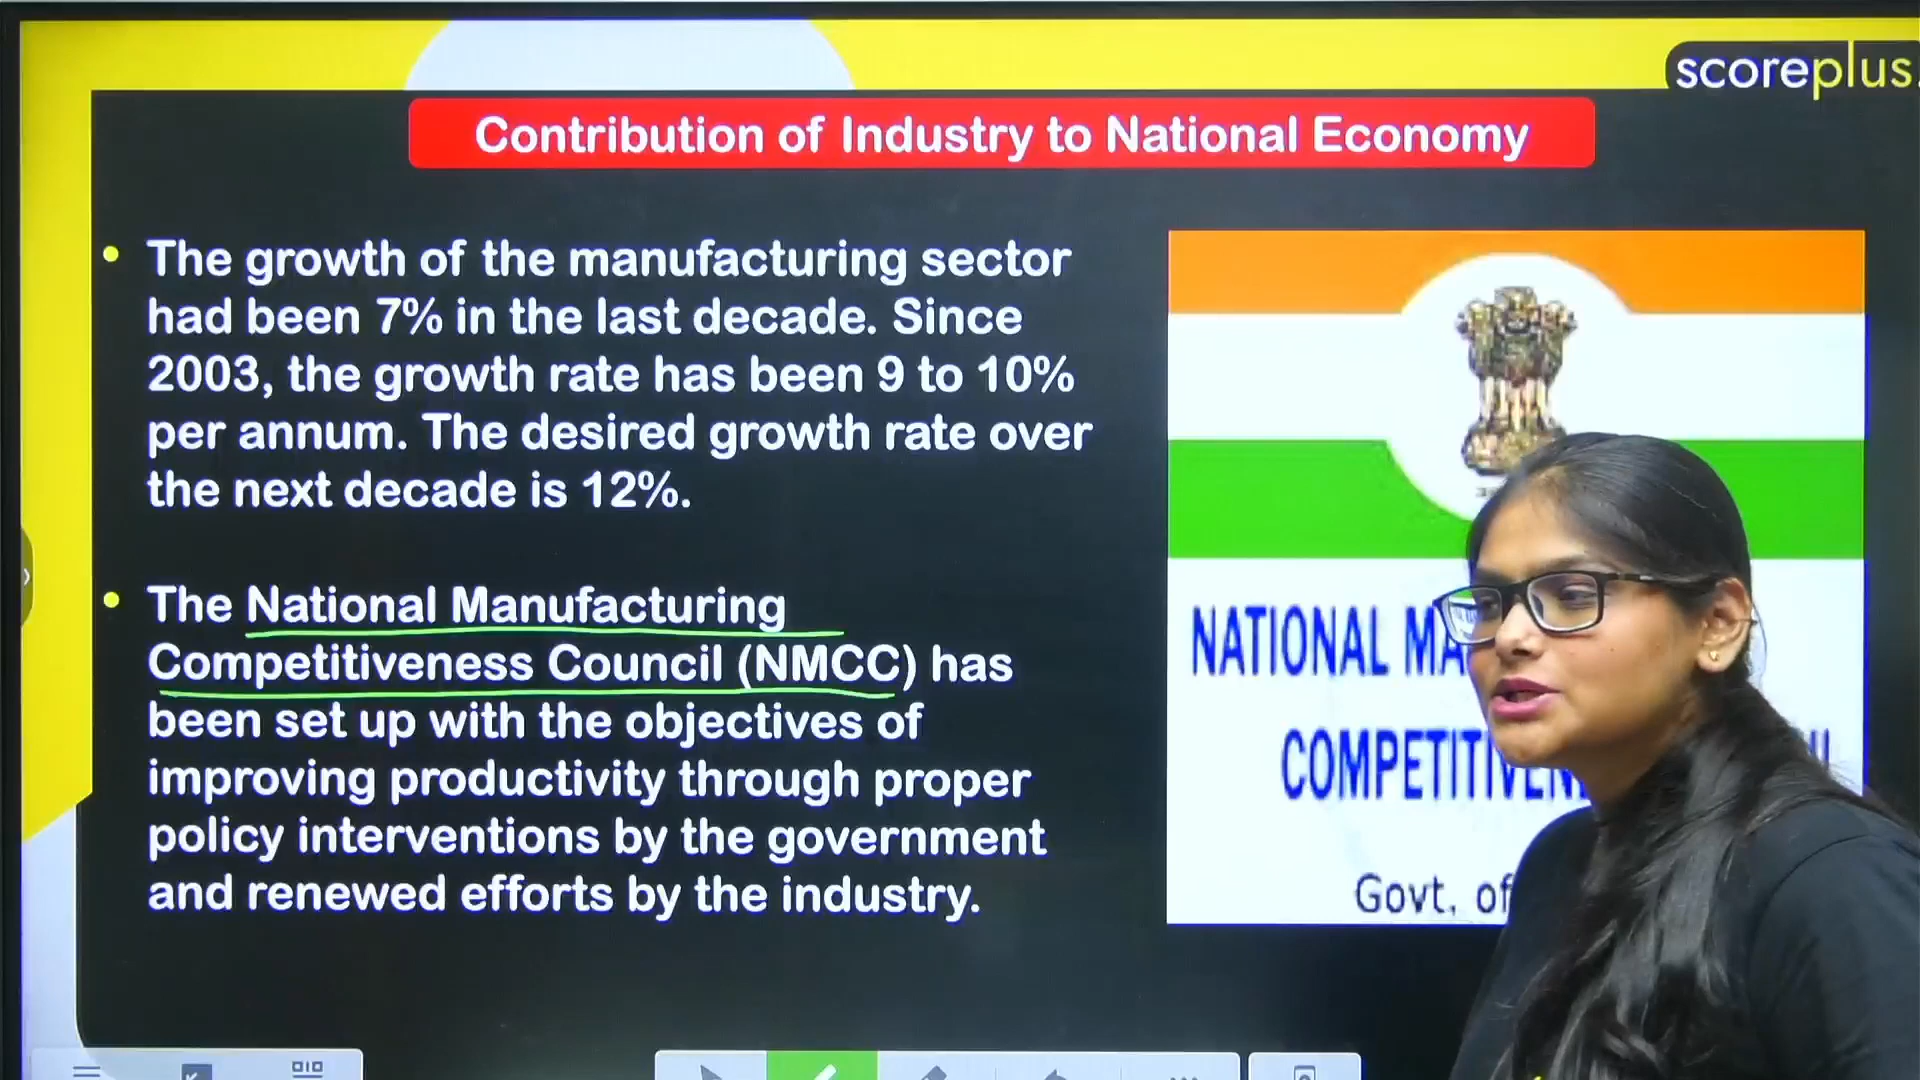 scoreplus.
Contribution of Industry to National Economy
• The growth of the manufacturing sector
had been 7% in the last decade. Since
2003, the growth rate has been 9 to 10%
per annum. The desired growth rate over
the next decade is 12%.
• The National Manufacturing
Competitiveness Council (NMCC) has
been set up with the objectives of
improving productivity through proper
policy interventions by the government
and renewed efforts by the industry.
NATIONAL
Govt. of